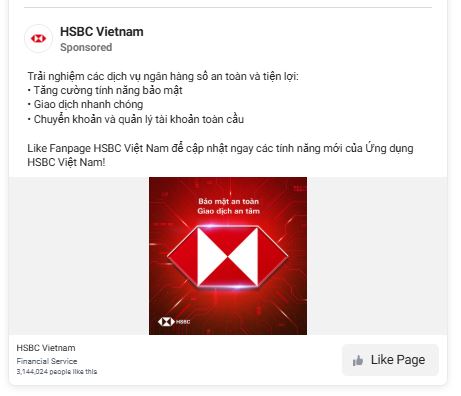 HSBC Vietnam
Sponsored
Trải nghiệm các dịch vụ ngân hàng số an toàn và tiện lợi:
• Tăng cường tính năng bảo mật
• Giao dịch nhanh chóng
• Chuyển khoản và quản lý tài khoản toàn cầu
Like Fanpage HSBC Việt Nam để cập nhật ngay các tính năng mới của Ứng dụng
HSBC Việt Nam!
Bảo mật an toàn
Giao dịch an tâm
HSBC
HSBC Vietnam
Financial Service
3,144,024 people like this
Like Page